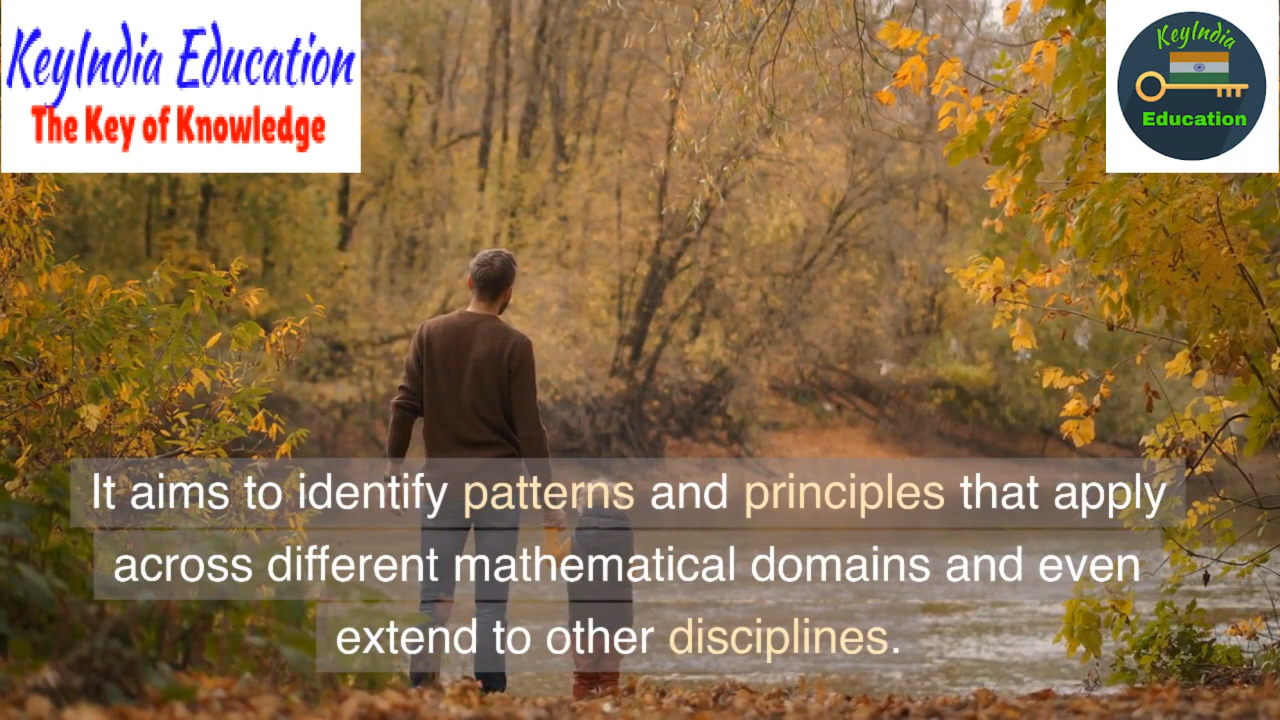 KeyIndia Education
The Key of Knowledge
KeyIndia
Education
It aims to identify patterns and principles that apply
across different mathematical domains and even
extend to other disciplines.